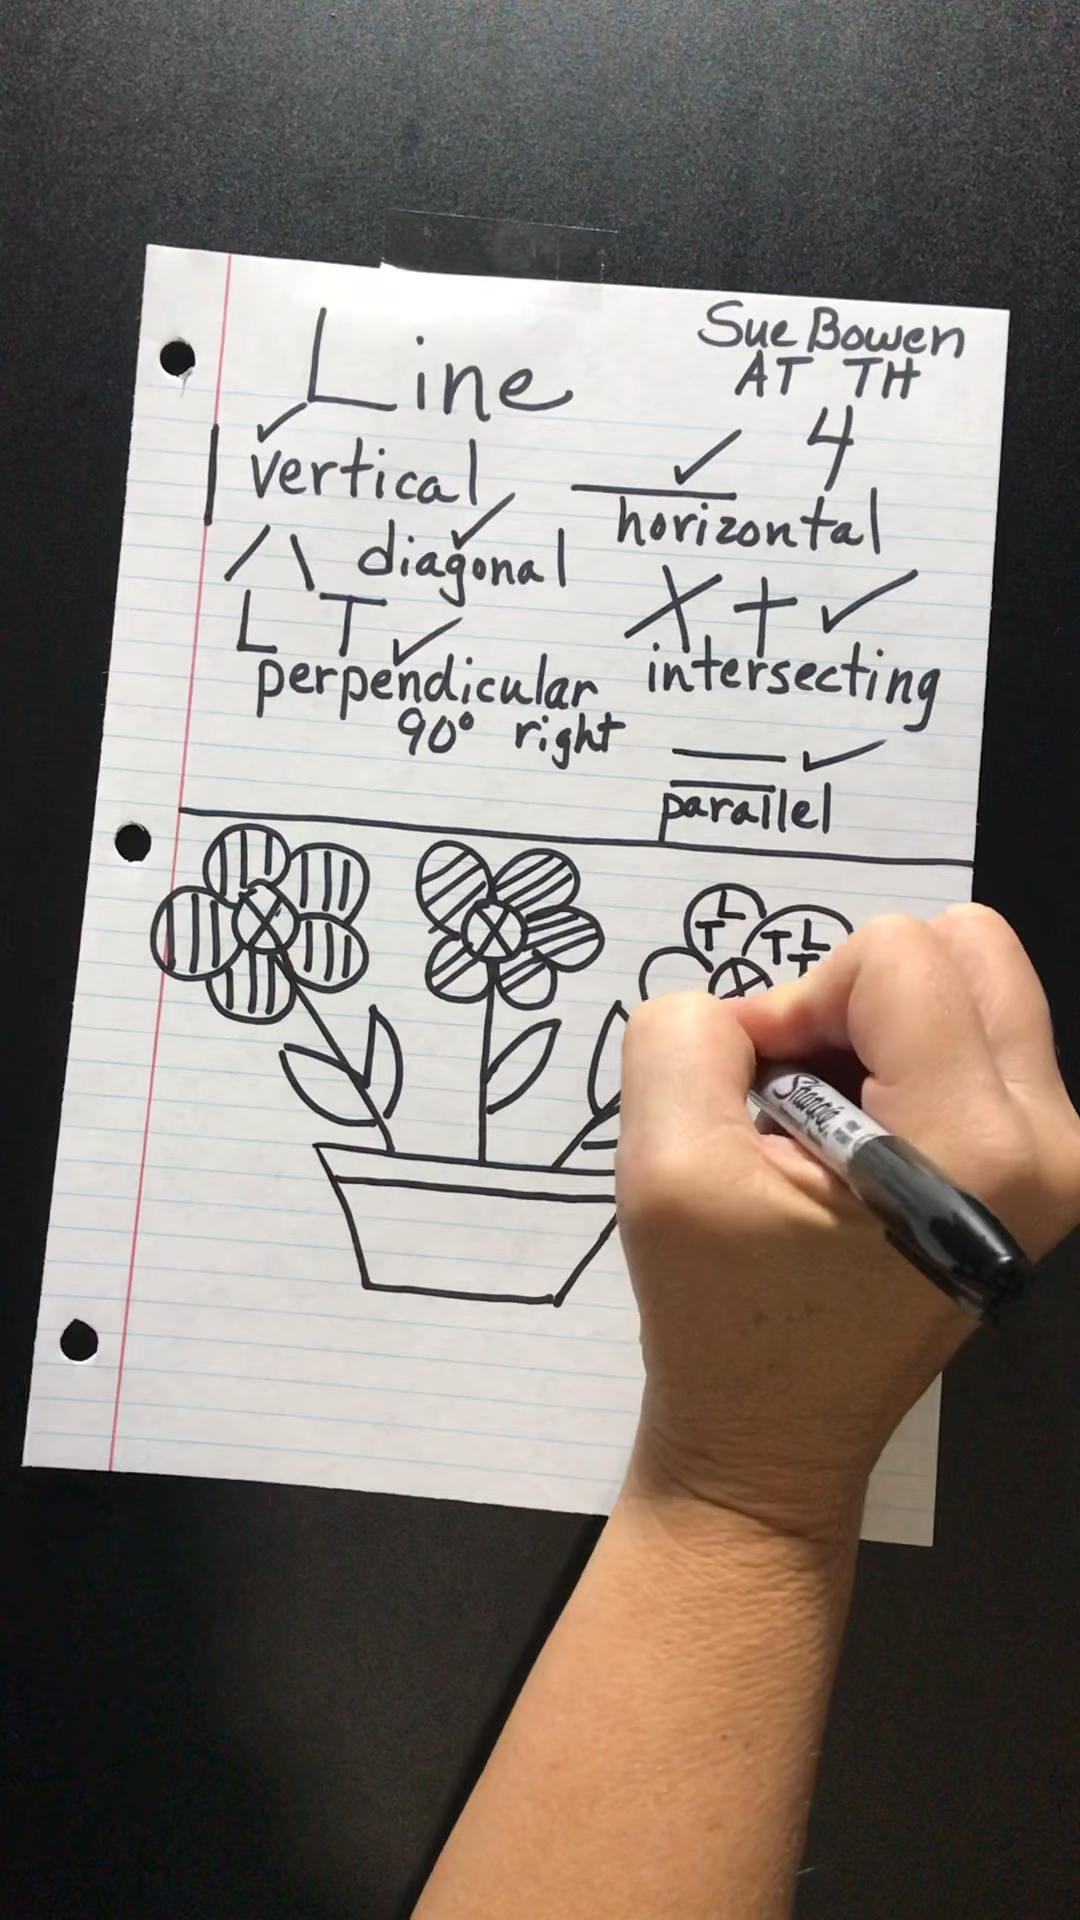 Line
Sue Bowen
AT TH
4
vertical
horizontal
diagonal
L T
X +
intersecting
perpendicular
90° right
parallel
L
T
T L
T
Sharpie